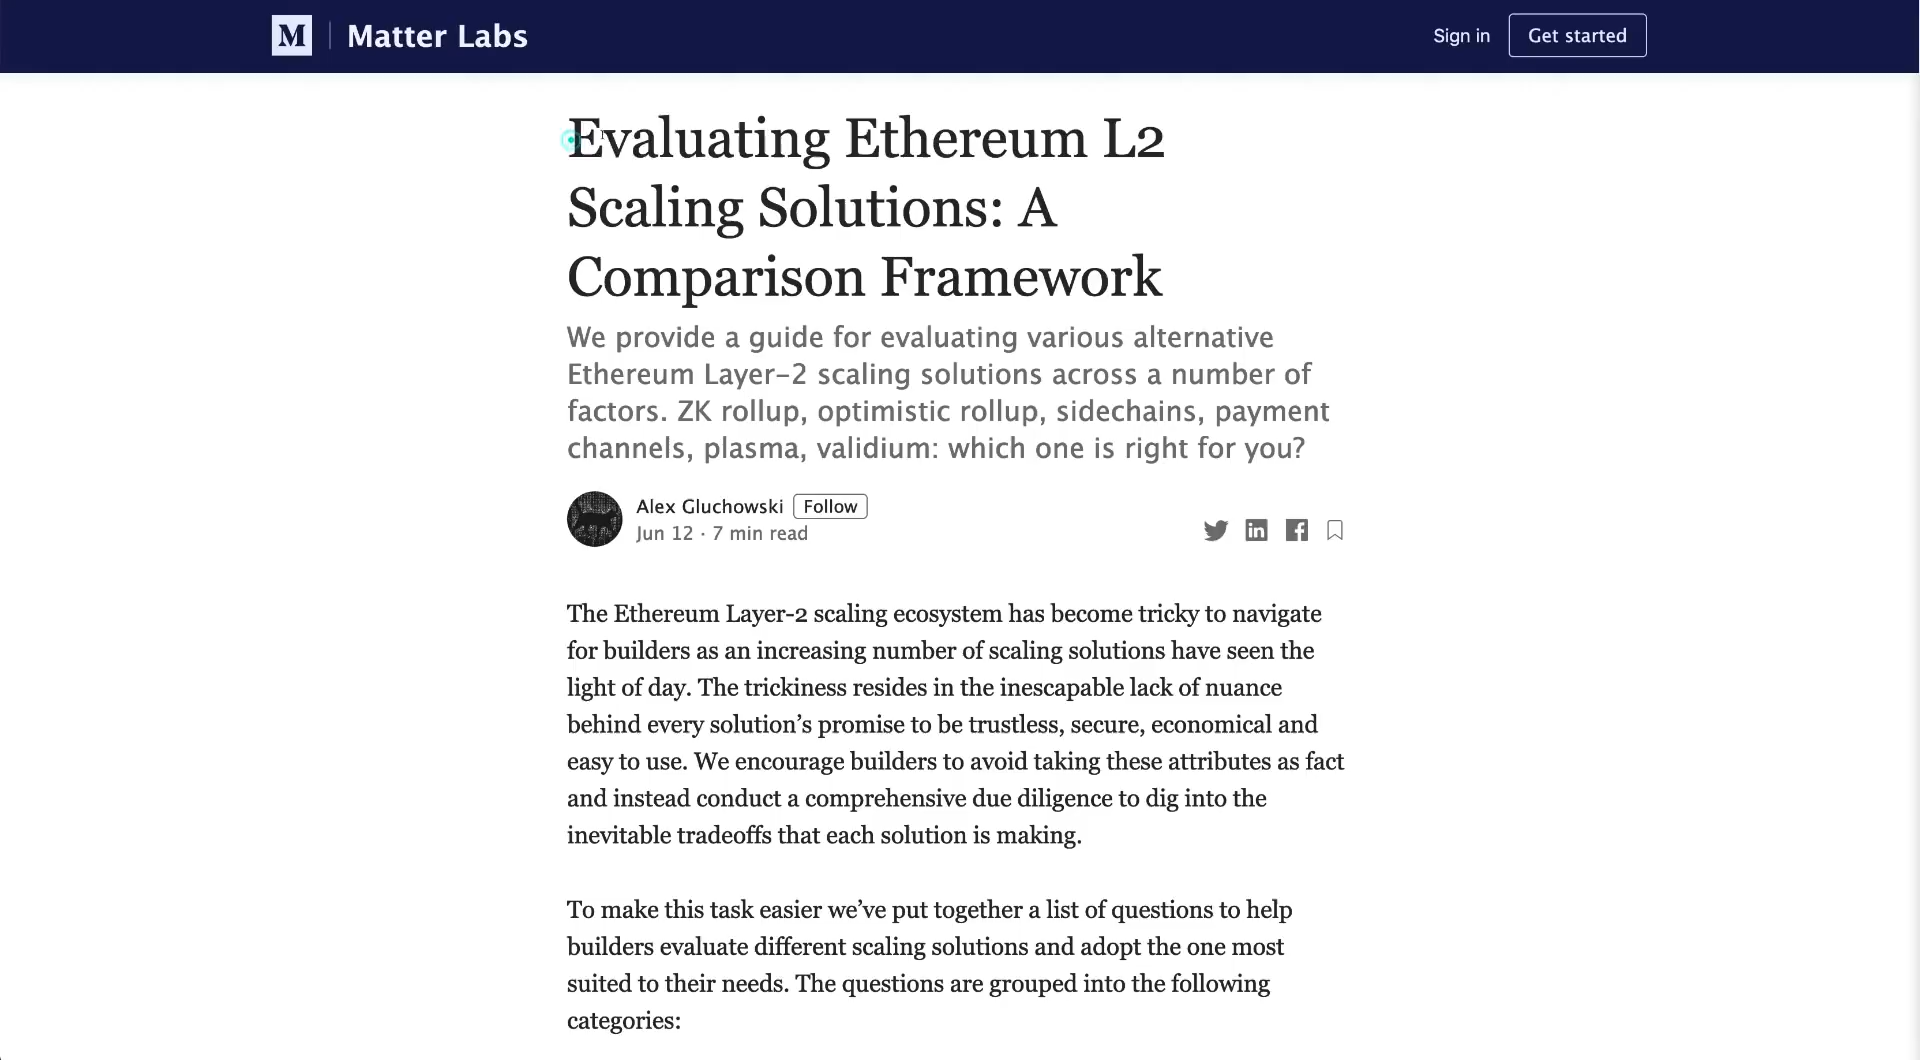 M | Matter Labs
Sign in
Get started
Evaluating Ethereum L2
Scaling Solutions: A
Comparison Framework
We provide a guide for evaluating various alternative
Ethereum Layer-2 scaling solutions across a number of
factors. ZK rollup, optimistic rollup, sidechains, payment
channels, plasma, validium: which one is right for you?
Alex Gluchowski Follow
Jun 12 · 7 min read
The Ethereum Layer-2 scaling ecosystem has become tricky to navigate
for builders as an increasing number of scaling solutions have seen the
light of day. The trickiness resides in the inescapable lack of nuance
behind every solution’s promise to be trustless, secure, economical and
easy to use. We encourage builders to avoid taking these attributes as fact
and instead conduct a comprehensive due diligence to dig into the
inevitable tradeoffs that each solution is making.
To make this task easier we’ve put together a list of questions to help
builders evaluate different scaling solutions and adopt the one most
suited to their needs. The questions are grouped into the following
categories: